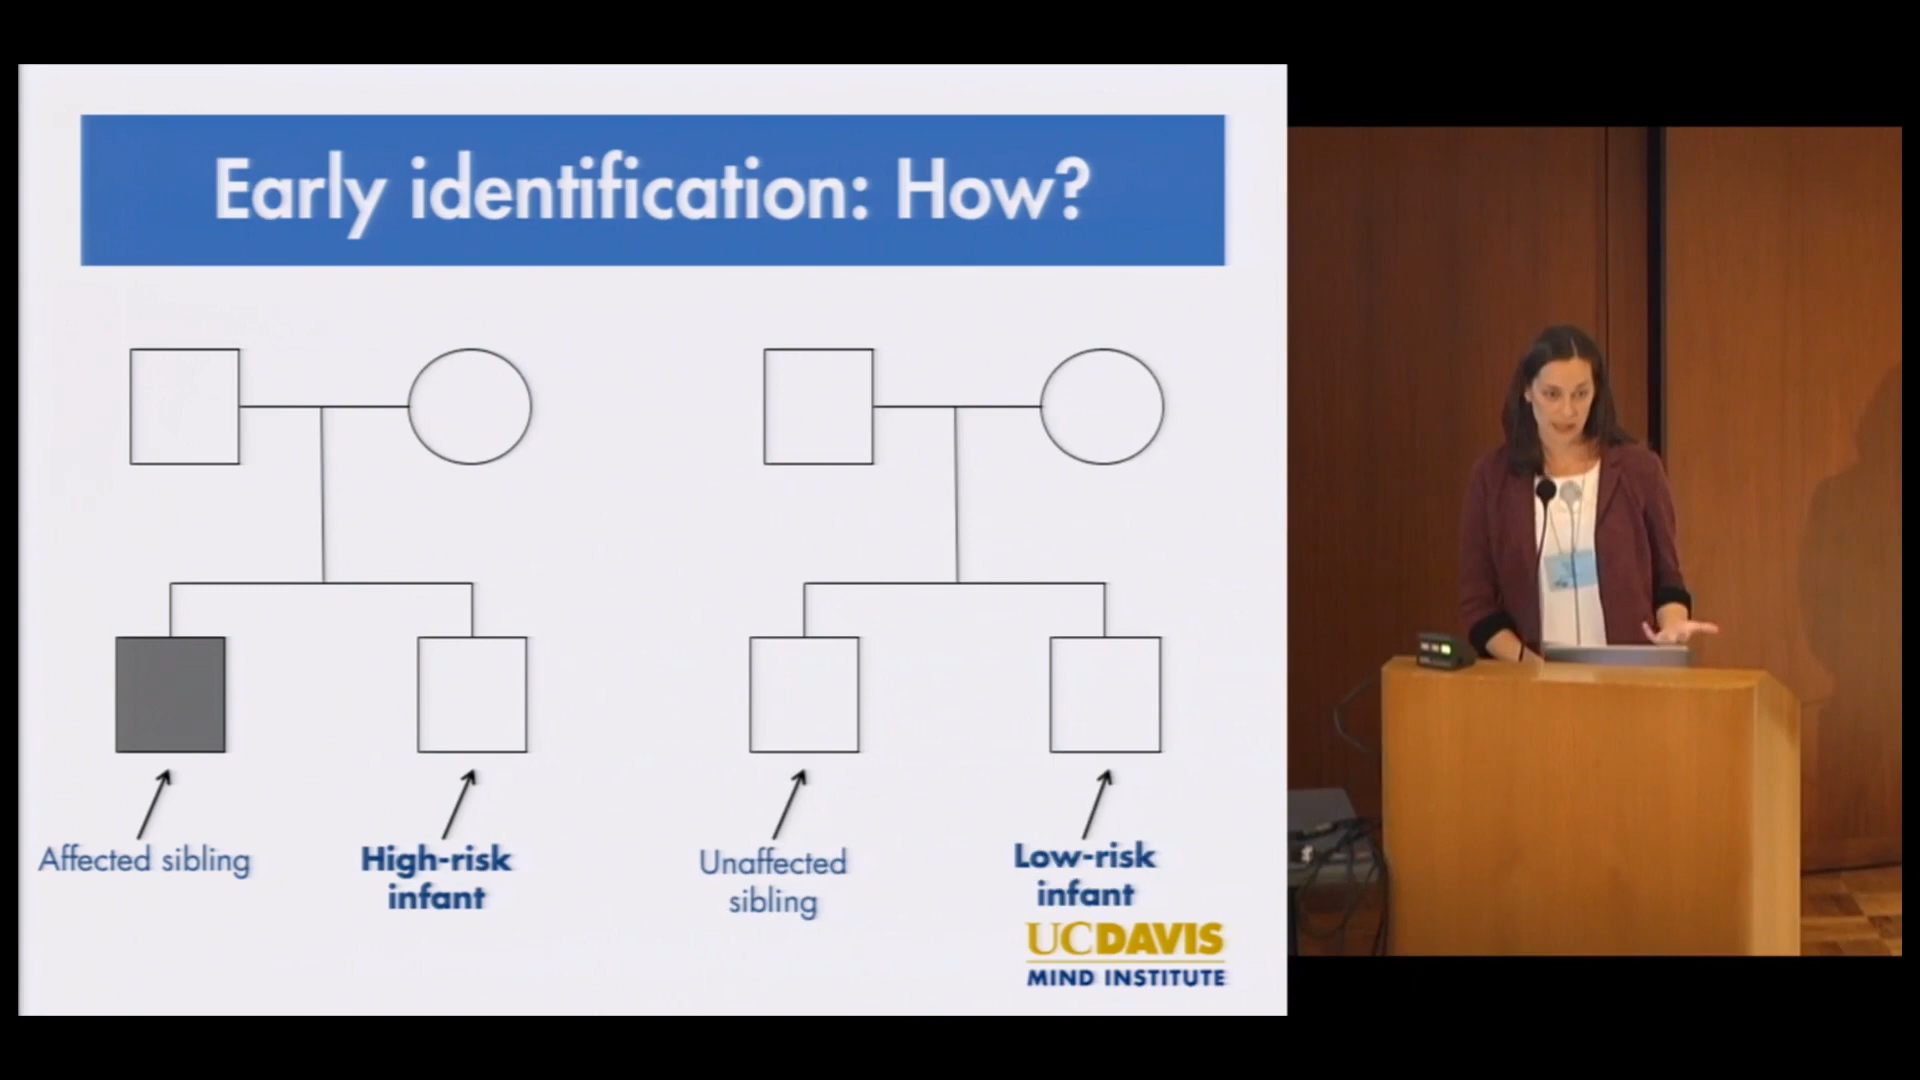 Early identification: How?
Affected sibling
High-risk
infant
Unaffected
sibling
Low-risk
infant
UCDAVIS
MIND INSTITUTE